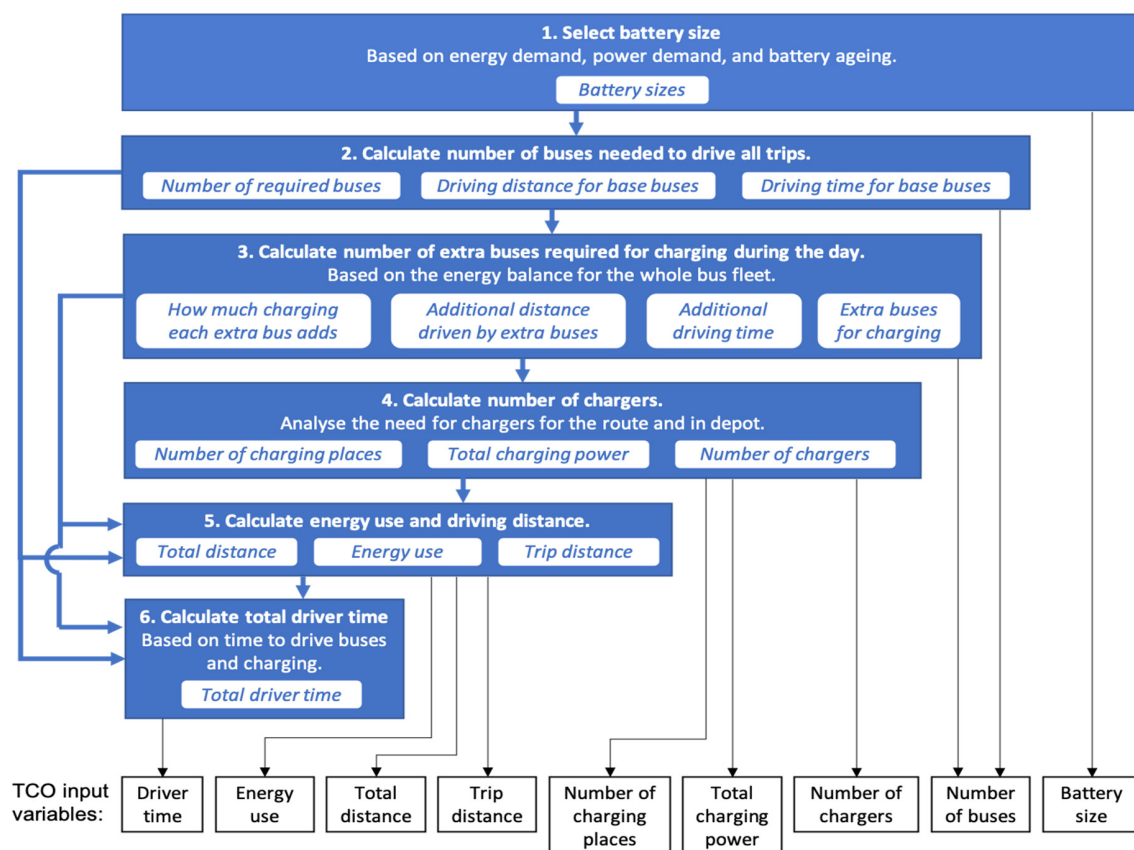 1. Select battery size
Based on energy demand, power demand, and battery ageing.
Battery sizes
2. Calculate number of buses needed to drive all trips.
Number of required buses
Driving distance for base buses
Driving time for base buses
3. Calculate number of extra buses required for charging during the day.
Based on the energy balance for the whole bus fleet.
How much charging
each extra bus adds
Additional distance
driven by extra buses
Additional
driving time
Extra buses
for charging
4. Calculate number of chargers.
Analyse the need for chargers for the route and in depot.
Number of charging places
Total charging power
Number of chargers
5. Calculate energy use and driving distance.
Total distance
Energy use
Trip distance
6. Calculate total driver time
Based on time to drive buses
and charging.
Total driver time
TCO input
variables:
Driver
time
Energy
use
Total
distance
Trip
distance
Number of
charging
places
Total
charging
power
Number of
chargers
Number
of buses
Battery
size